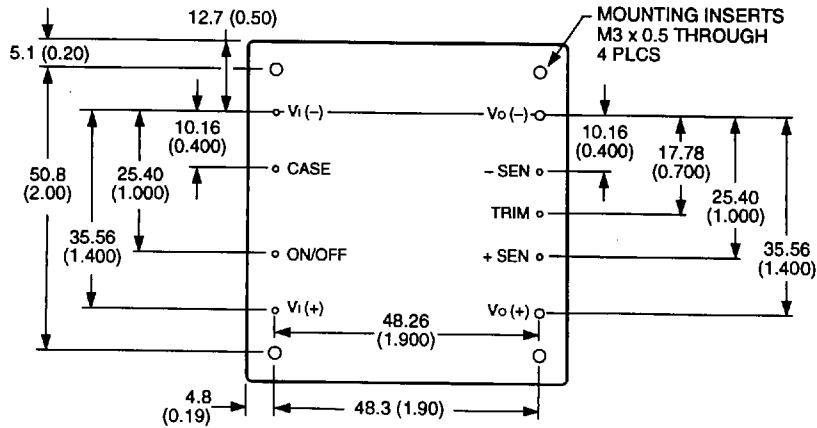 12.7 (0.50)
5.1 (0.20)
MOUNTING INSERTS
M3 x 0.5 THROUGH
4 PLCS
VI (–)
VO (–)
10.16
(0.400)
10.16
(0.400)
17.78
(0.700)
50.8
(2.00)
25.40
(1.000)
CASE
– SEN
25.40
(1.000)
TRIM
35.56
(1.400)
ON/OFF
+ SEN
35.56
(1.400)
VI (+)
VO (+)
48.26
(1.900)
4.8
(0.19)
48.3 (1.90)